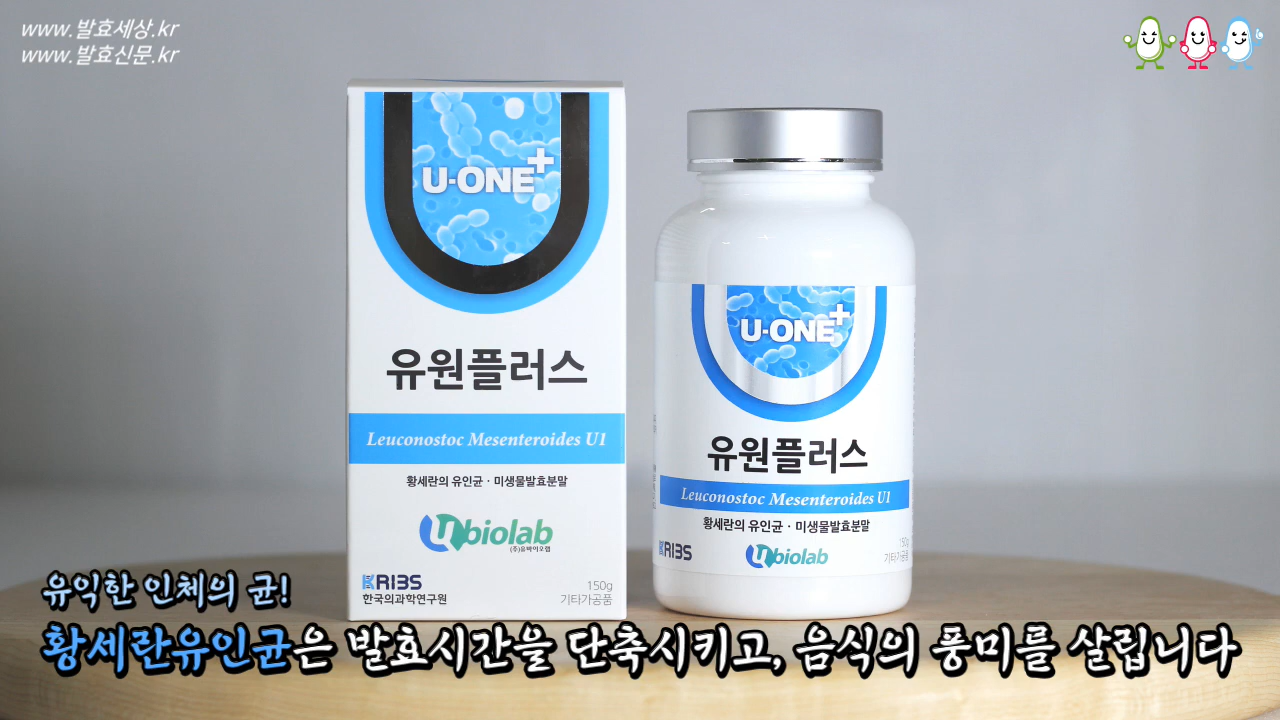 www.발효세상.kr
www.발효신문.kr
U-ONE+
유원플러스
Leuconostoc Mesenteroides U1
황세란의 유인균 · 미생물발효분말
Unbiolab
(주)유바이오랩
KRIBS
한국의과학연구원
150g
기타가공품
U-ONE+
유원플러스
Leuconostoc Mesenteroides U1
황세란의 유인균 · 미생물발효분말
KRIBS
Unbiolab
150g
기타가공품
유익한 인체의 균!
황세란유인균은 발효시간을 단축시키고, 음식의 풍미를 살립니다